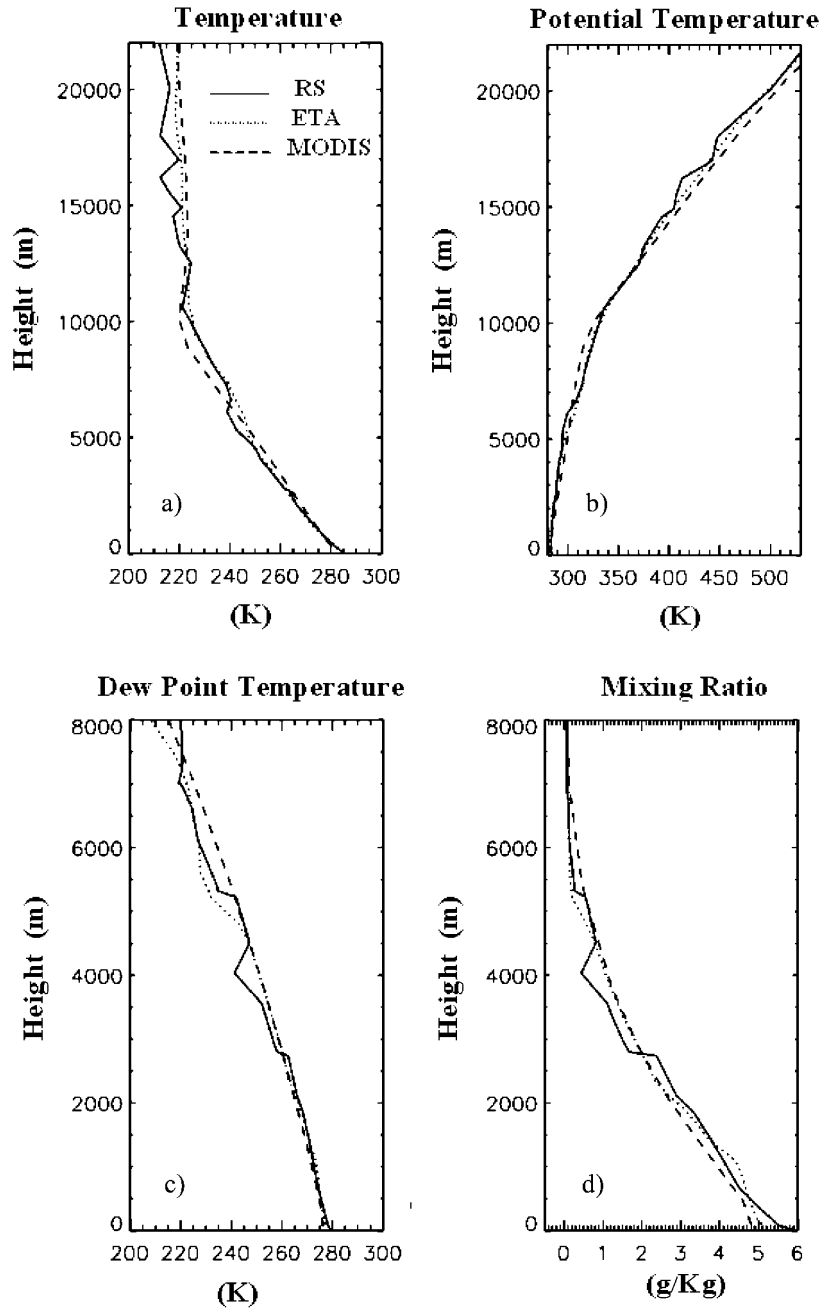 Temperature
Height (m)
20000
15000
10000
5000
0
RS
ETA
MODIS
a)
200 220 240 260 280 300
(K)
Potential Temperature
Height (m)
20000
15000
10000
5000
0
b)
300 350 400 450 500
(K)
Dew Point Temperature
Height (m)
8000
6000
4000
2000
0
c)
200 220 240 260 280 300
(K)
Mixing Ratio
Height (m)
8000
6000
4000
2000
0
d)
0 1 2 3 4 5 6
(g/Kg)